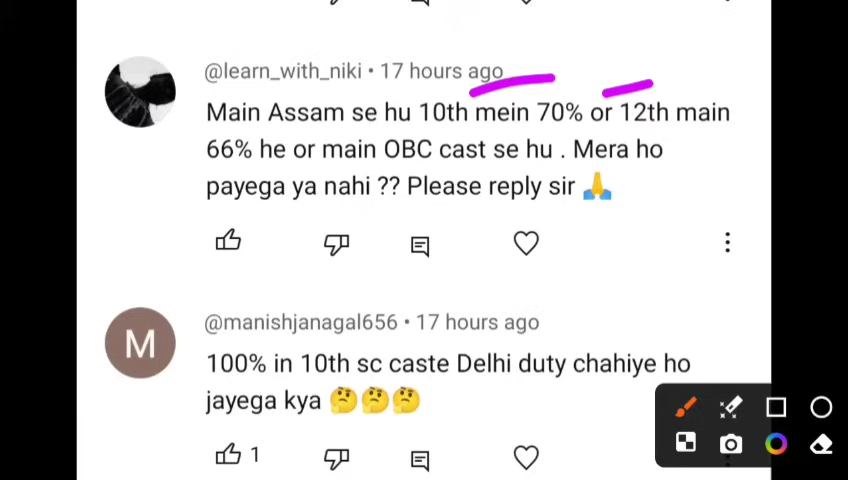 @learn_with_niki • 17 hours ago
Main Assam se hu 10th mein 70% or 12th main
66% he or main OBC cast se hu . Mera ho
payega ya nahi ?? Please reply sir 🙏
M
@manishjanagal656 • 17 hours ago
100% in 10th sc caste Delhi duty chahiye ho
jayega kya 🤔🤔🤔
1